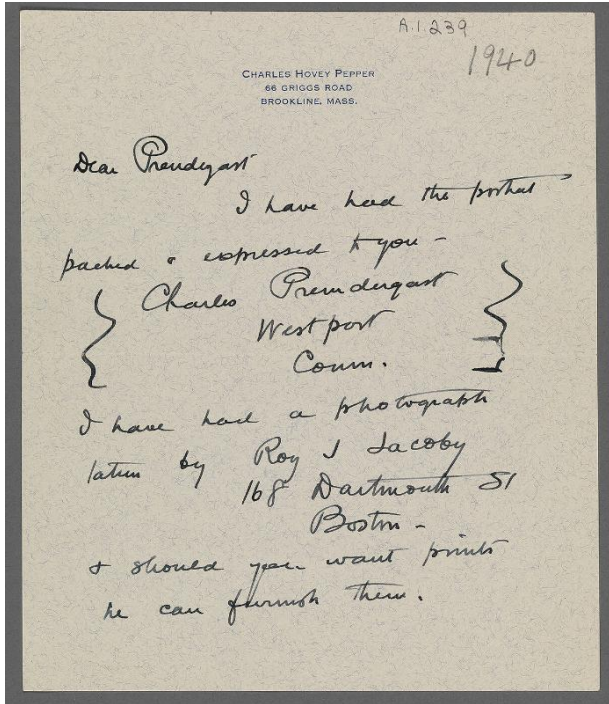 A.1.239
1940
CHARLES HOVEY PEPPER
66 GRIGGS ROAD
BROOKLINE, MASS.
Dear Prendergast
I have had the portrait
packed & expressed to you –
Charles Prendergast
Westport
Conn.
I have had a photograph
taken by Roy J Jacoby
168 Dartmouth St
Boston –
& should you want prints
he can furnish them.